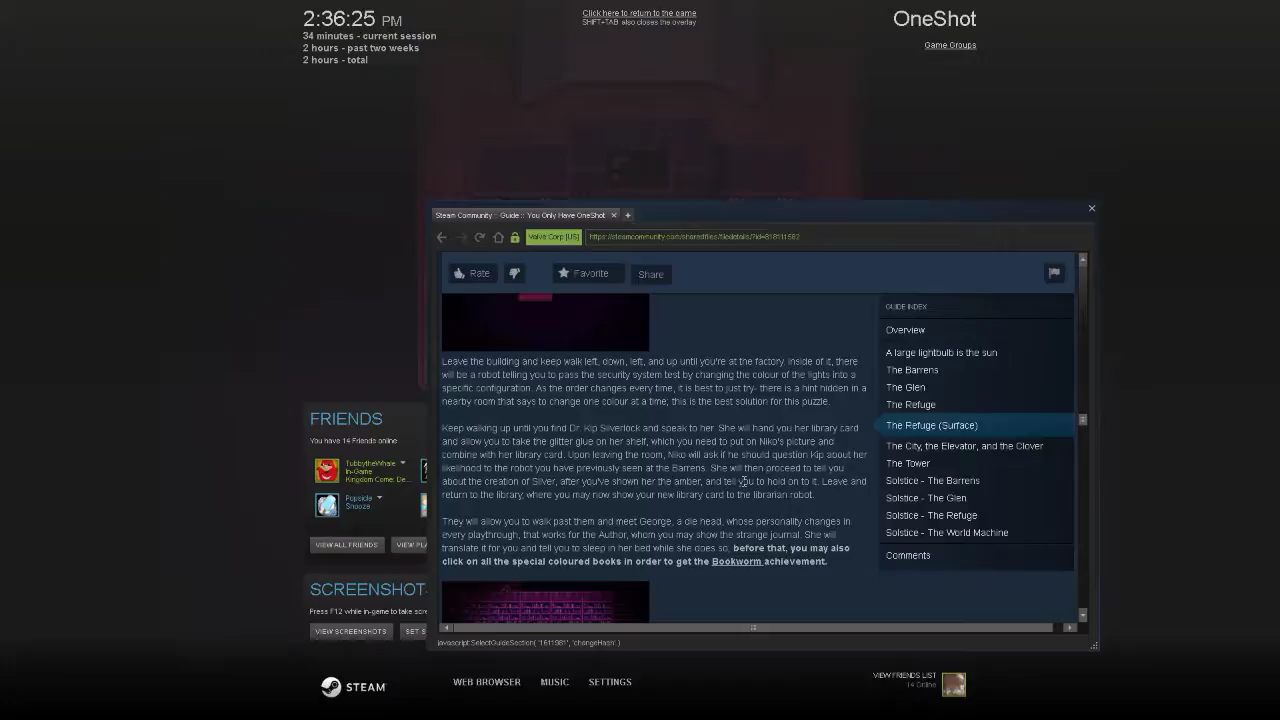 2:36:25 PM
34 minutes - current session
2 hours - past two weeks
2 hours - total
Click here to return to the game
SHIFT+TAB also closes the overlay
OneShot
Game Groups
Steam Community :: Guide :: You Only Have OneShot
Valve Corp [US]
Rate
Favorite
Share
Leave the building and keep walk left, down, left, and up until you're at the factory. Inside of it, there
will be a robot telling you to pass the security system test by changing the colour of the lights into a
specific configuration. As the order changes every time, it is best to just try- there is a hint hidden in a
nearby room that says to change one colour at a time; this is the best solution for this puzzle.
Keep walking up until you find Dr. Kip Silverlock and speak to her. She will hand you her library card
and allow you to take the glitter glue on her shelf, which you need to put on Niko's picture and
combine with her library card. Upon leaving the room, Niko will ask if he should question Kip about her
likelihood to the robot you have previously seen at the Barrens. She will then proceed to tell you
about the creation of Silver, after you've shown her the amber, and tell you to hold on to it. Leave and
return to the library, where you may now show your new library card to the librarian robot.
They will allow you to walk past them and meet George, a die head, whose personality changes in
every playthrough, that works for the Author, whom you may show the strange journal. She will
translate it for you and tell you to sleep in her bed while she does so, before that, you may also
click on all the special coloured books in order to get the Bookworm achievement.
GUIDE INDEX
Overview
A large lightbulb is the sun
The Barrens
The Glen
The Refuge
The Refuge (Surface)
The City, the Elevator, and the Clover
The Tower
Solstice - The Barrens
Solstice - The Glen
Solstice - The Refuge
Solstice - The World Machine
Comments
javascript:SelectGuideSection( '1611981', 'changeHash' )
FRIENDS
You have 14 Friends online
TubbytheWhale
In-Game
Kingdom Come: De...
Popsicle
Snooze
VIEW ALL FRIENDS
VIEW PL
SCREENSHOT
Press F12 while in-game to take scre
VIEW SCREENSHOTS
SET S
STEAM
WEB BROWSER
MUSIC
SETTINGS
VIEW FRIENDS LIST
14 Online